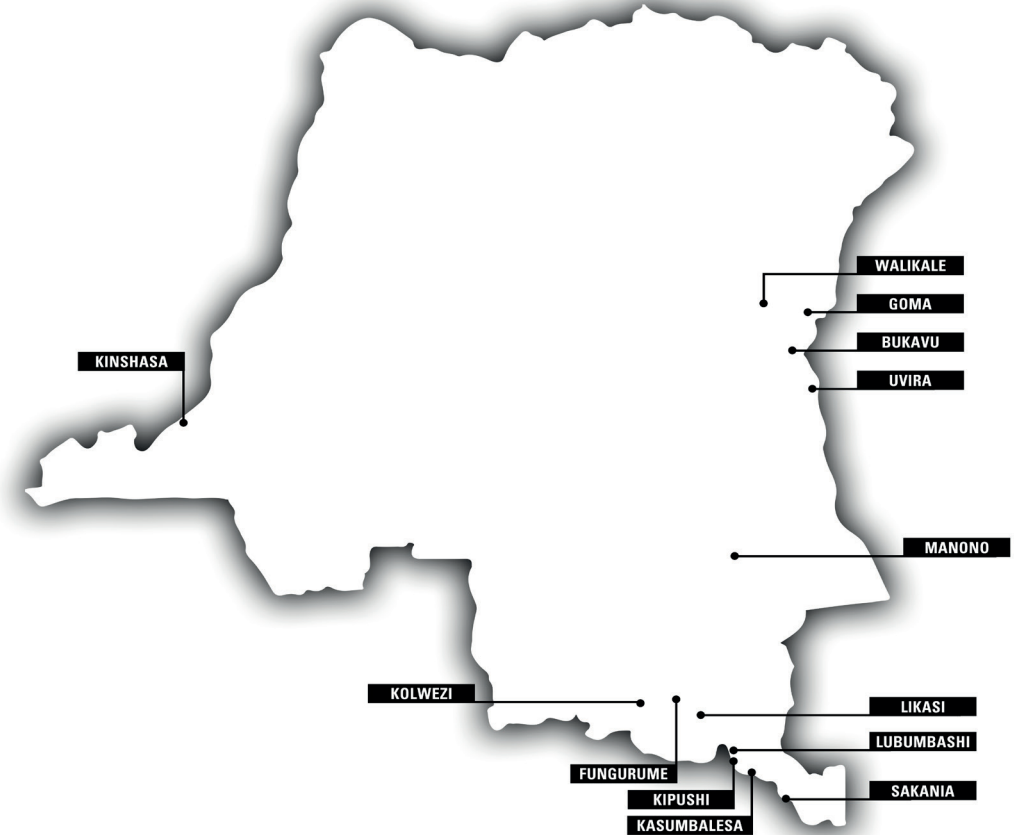 WALIKALE
GOMA
BUKAVU
KINSHASA
UVIRA
MANONO
KOLWEZI
LIKASI
LUBUMBASHI
FUNGURUME
SAKANIA
KIPUSHI
KASUMBALESA